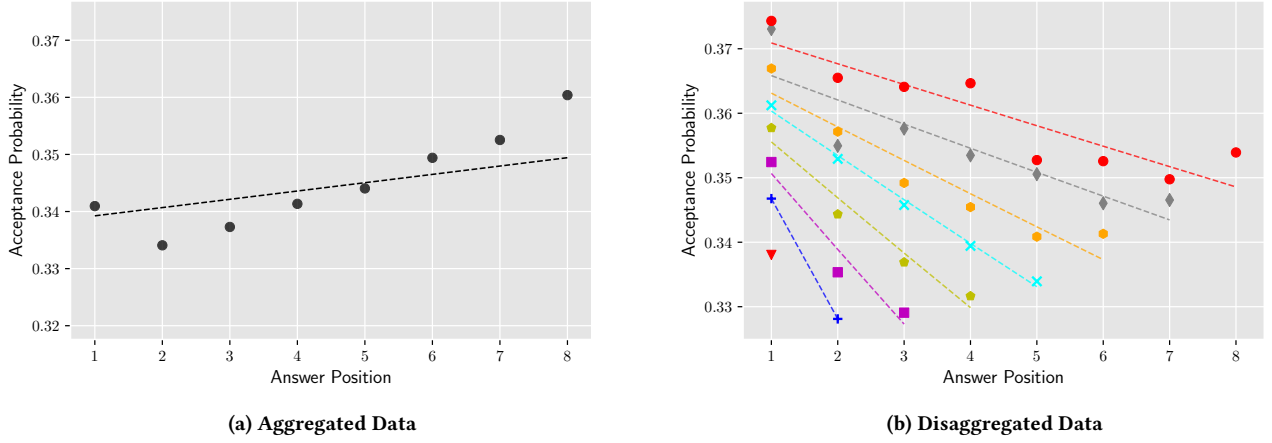 0.37
0.36
0.35
0.34
0.33
0.32
Acceptance Probability
1 2 3 4 5 6 7 8
Answer Position
(a) Aggregated Data
0.37
0.36
0.35
0.34
0.33
Acceptance Probability
1 2 3 4 5 6 7 8
Answer Position
(b) Disaggregated Data